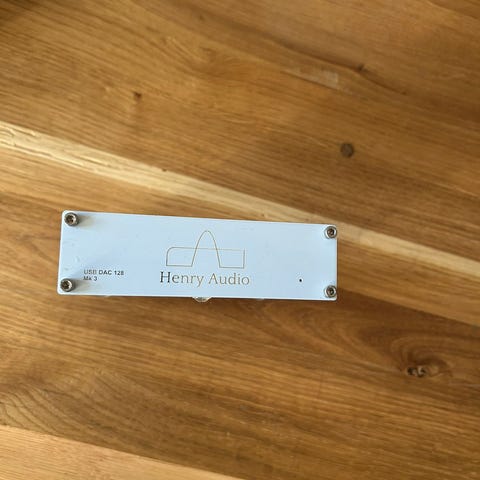 USB DAC 128
Mk 3
Henry Audio